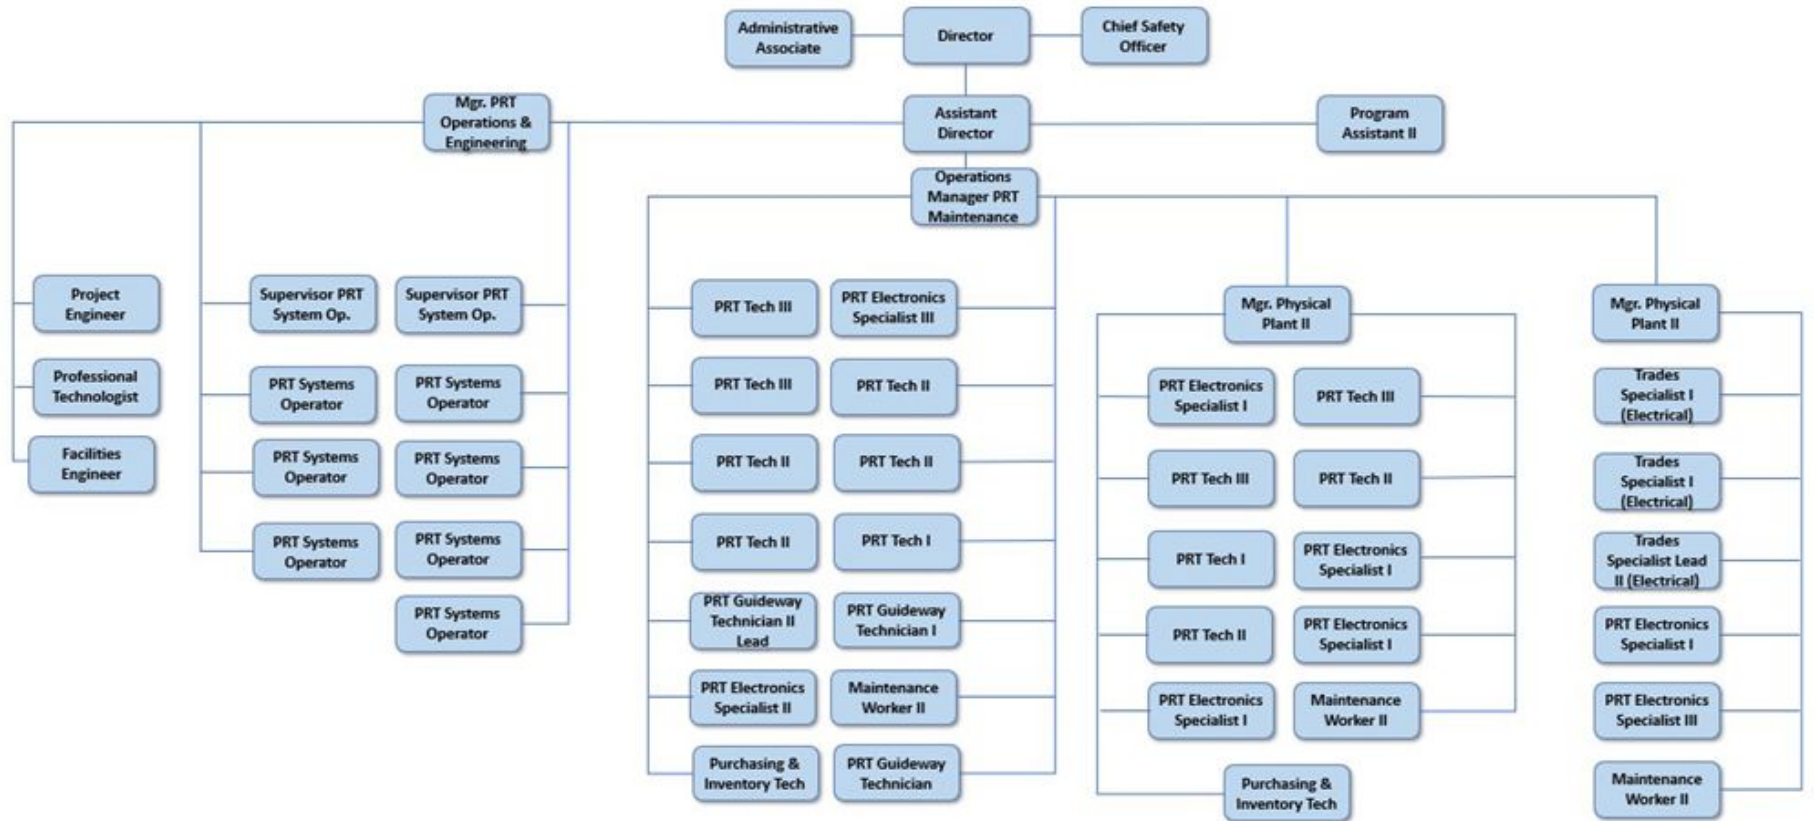 Administrative
Associate
Director
Chief Safety
Officer
Mgr. PRT
Operations &
Engineering
Assistant
Director
Program
Assistant II
Operations
Manager PRT
Maintenance
Project
Engineer
Professional
Technologist
Facilities
Engineer
Supervisor PRT
System Op.
Supervisor PRT
System Op.
PRT Systems
Operator
PRT Systems
Operator
PRT Systems
Operator
PRT Systems
Operator
PRT Systems
Operator
PRT Systems
Operator
PRT Systems
Operator
PRT Tech III
PRT Electronics
Specialist III
PRT Tech III
PRT Tech II
PRT Tech II
PRT Tech II
PRT Tech II
PRT Tech I
PRT Guideway
Technician II
Lead
PRT Guideway
Technician I
PRT Electronics
Specialist II
Maintenance
Worker II
Purchasing &
Inventory Tech
PRT Guideway
Technician
Mgr. Physical
Plant II
PRT Electronics
Specialist I
PRT Tech III
PRT Tech III
PRT Tech II
PRT Tech I
PRT Electronics
Specialist I
PRT Tech II
PRT Electronics
Specialist I
PRT Electronics
Specialist I
Maintenance
Worker II
Purchasing &
Inventory Tech
Mgr. Physical
Plant II
Trades
Specialist I
(Electrical)
Trades
Specialist I
(Electrical)
Trades
Specialist Lead
II (Electrical)
PRT Electronics
Specialist I
PRT Electronics
Specialist III
Maintenance
Worker II